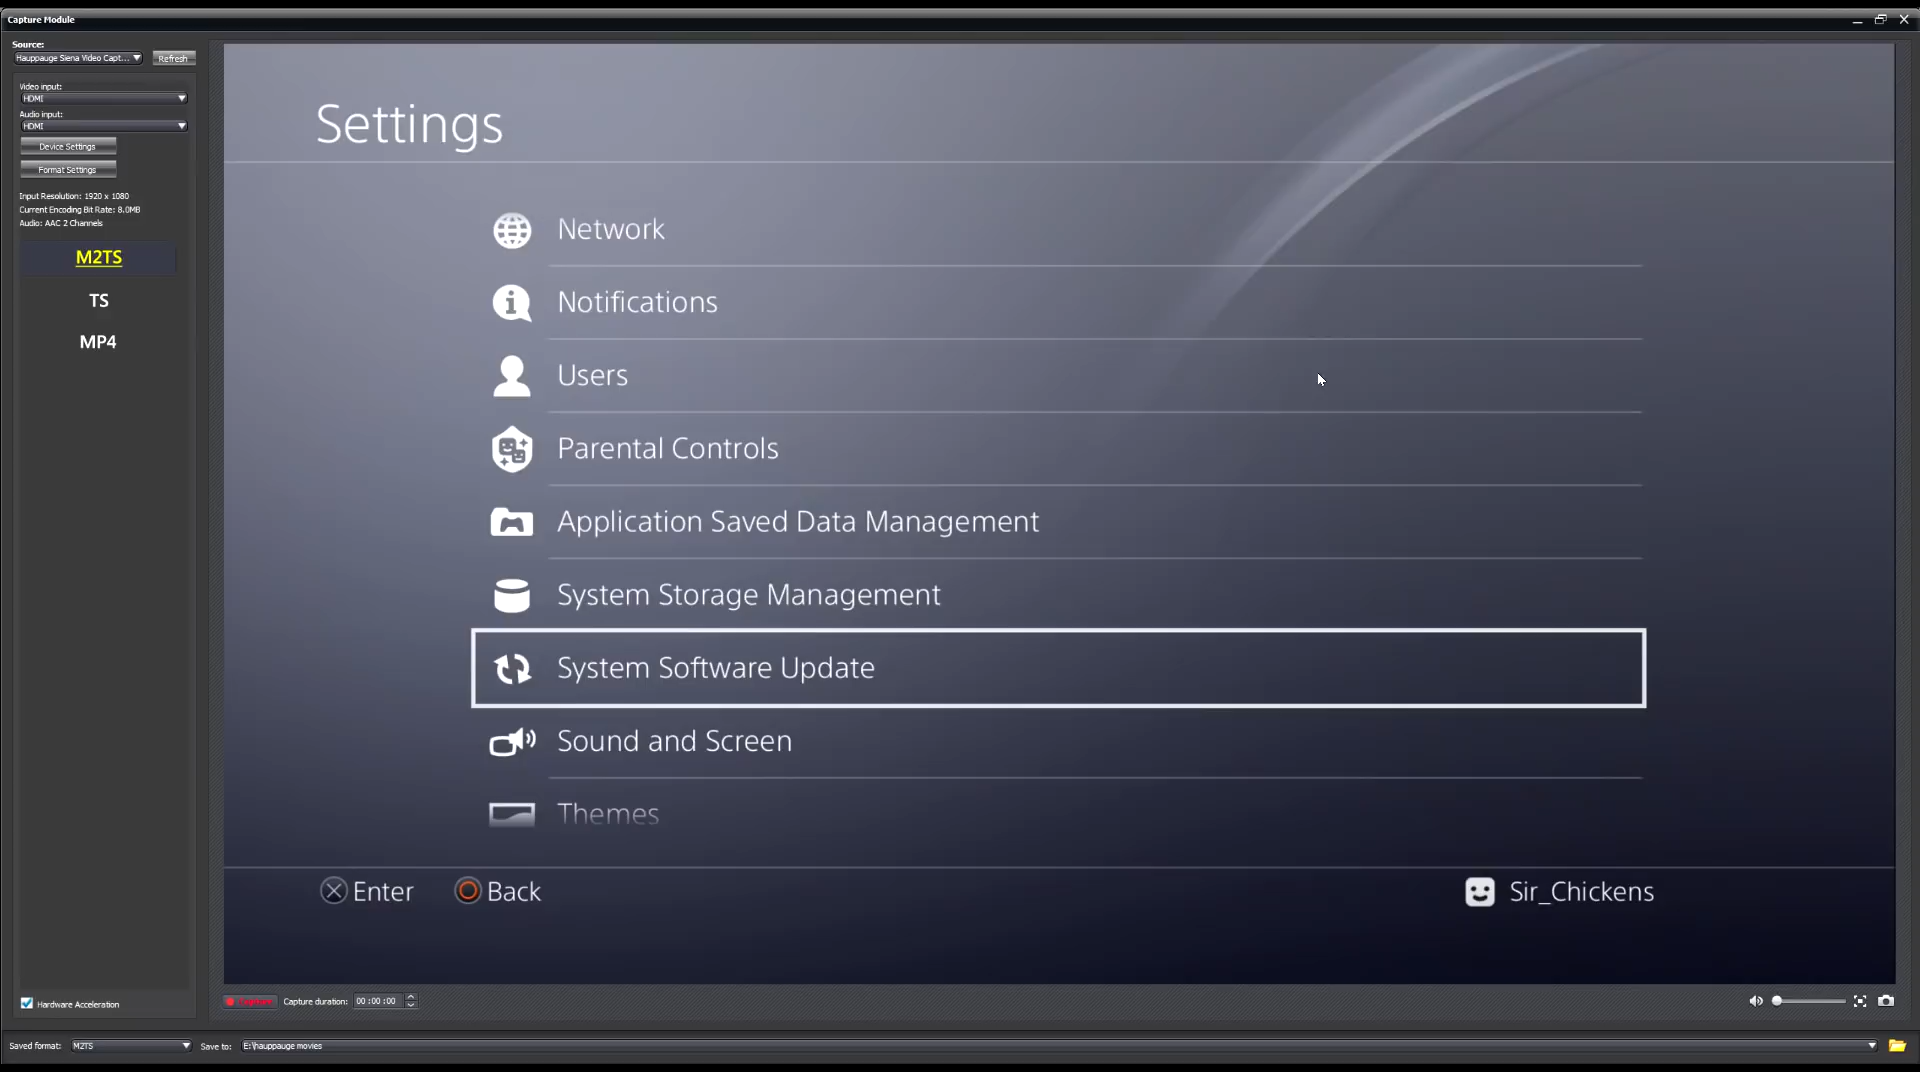 Capture Module
Source:
Hauppauge Siena Video Capt...
Refresh
Video input:
HDMI
Audio input:
HDMI
Device Settings
Format Settings
Input Resolution: 1920 x 1080
Current Encoding Bit Rate: 8.0MB
Audio: AAC 2 Channels
M2TS
TS
MP4
Hardware Acceleration
Settings
Network
Notifications
Users
Parental Controls
Application Saved Data Management
System Storage Management
System Software Update
Sound and Screen
Themes
Enter
Back
Sir_Chickens
Capture duration:
00:00:00
Saved format:
M2TS
Save to:
E:\hauppauge movies